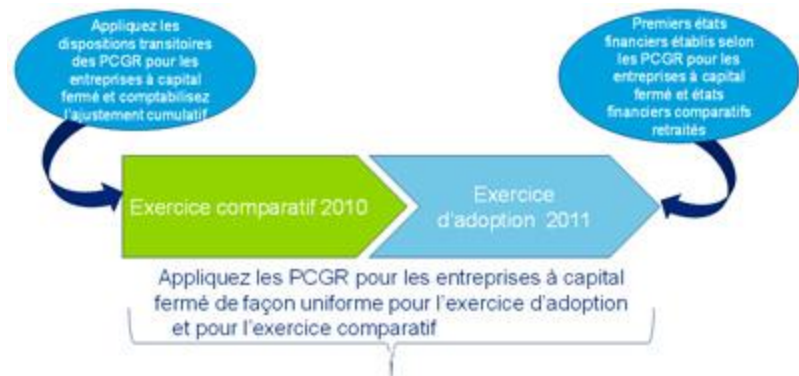 Appliquez les
dispositions transitoires
des PCGR pour les
entreprises à capital
fermé et comptabilisez
l'ajustement cumulatif
Premiers états
financiers établis selon
les PCGR pour les
entreprises à capital
fermé et états
financiers comparatifs
retraités
Exercice comparatif 2010
Exercice
d'adoption 2011
Appliquez les PCGR pour les entreprises à capital
fermé de façon uniforme pour l'exercice d'adoption
et pour l'exercice comparatif